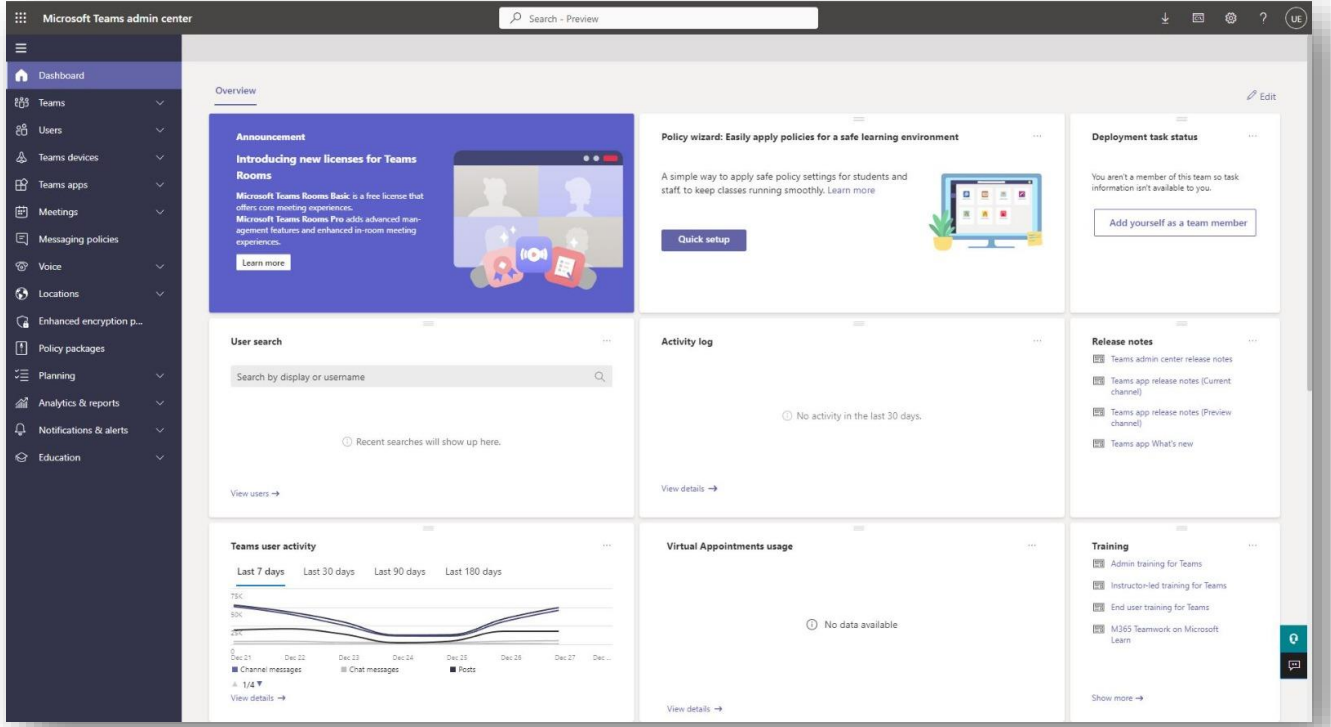 Microsoft Teams admin center
Search - Preview
?
UE
Dashboard
Teams
Users
Teams devices
Teams apps
Meetings
Messaging policies
Voice
Locations
Enhanced encryption p...
Policy packages
Planning
Analytics & reports
Notifications & alerts
Education
Overview
Edit
Announcement
Introducing new licenses for Teams
Rooms
Microsoft Teams Rooms Basic is a free license that
offers core meeting experiences.
Microsoft Teams Rooms Pro adds advanced man-
agement features and enhanced in-room meeting
experiences.
Learn more
Policy wizard: Easily apply policies for a safe learning environment
...
A simple way to apply safe policy settings for students and
staff, to keep classes running smoothly. Learn more
Quick setup
Deployment task status
...
You aren't a member of this team so task
information isn't available to you.
Add yourself as a team member
User search
...
Search by display or username
Recent searches will show up here.
View users →
Activity log
...
No activity in the last 30 days.
View details →
Release notes
...
Teams admin center release notes
Teams app release notes (Current
channel)
Teams app release notes (Preview
channel)
Teams app What's new
Teams user activity
...
Last 7 days Last 30 days Last 90 days Last 180 days
75K
50K
25K
0
Dec 21 Dec 22 Dec 23 Dec 24 Dec 25 Dec 26 Dec 27 Dec ...
Channel messages Chat messages Posts
1/4
View details →
Virtual Appointments usage
...
No data available
View details →
Training
...
Admin training for Teams
Instructor-led training for Teams
End user training for Teams
M365 Teamwork on Microsoft
Learn
Show more →